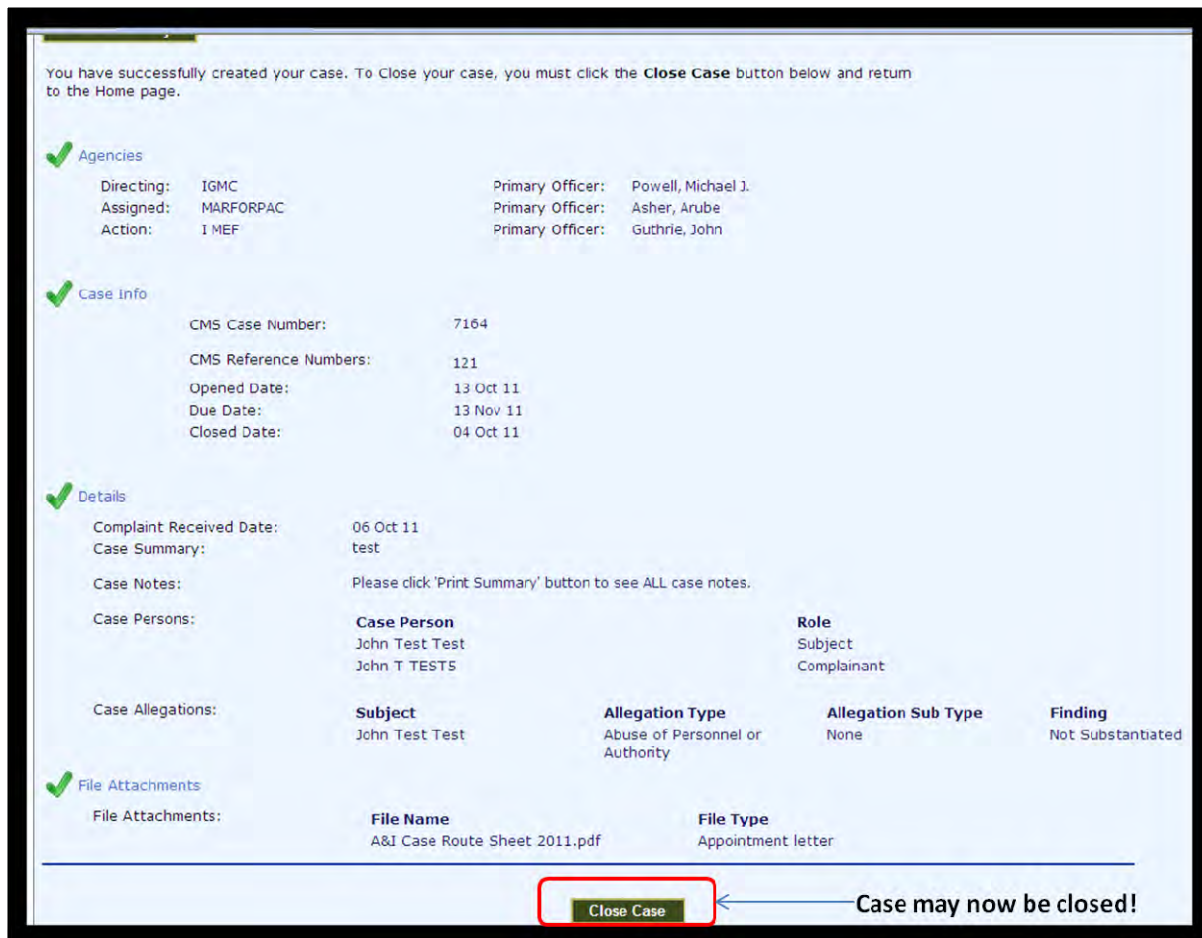 You have successfully created your case. To Close your case, you must click the Close Case button below and return
to the Home page.
Agencies
Directing: IGMC Primary Officer: Powell, Michael J.
Assigned: MARFORPAC Primary Officer: Asher, Arube
Action: I MEF Primary Officer: Guthrie, John
Case Info
CMS Case Number: 7164
CMS Reference Numbers: 121
Opened Date: 13 Oct 11
Due Date: 13 Nov 11
Closed Date: 04 Oct 11
Details
Complaint Received Date: 06 Oct 11
Case Summary: test
Case Notes: Please click 'Print Summary' button to see ALL case notes.
Case Persons: Case Person Role
John Test Test Subject
John T TEST5 Complainant
Case Allegations: Subject Allegation Type Allegation Sub Type Finding
John Test Test Abuse of Personnel or None Not Substantiated
Authority
File Attachments
File Attachments: File Name File Type
A&I Case Route Sheet 2011.pdf Appointment letter
Close Case Case may now be closed!